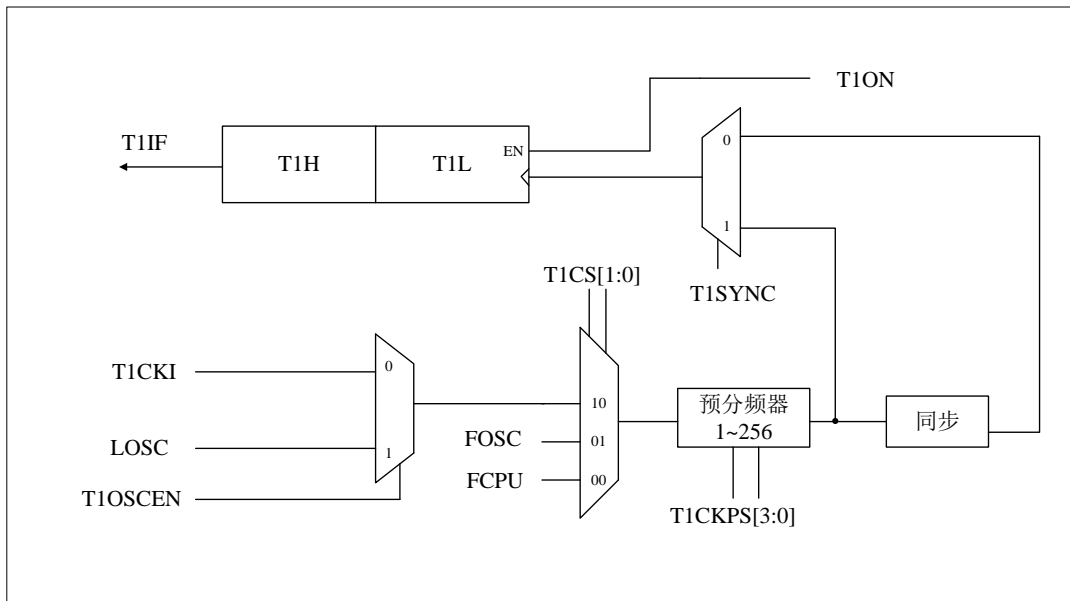 T1ON
T1IF
T1H
T1L
EN
0
1
T1SYNC
T1CS[1:0]
T1CKI
0
10
预分频器
1~256
同步
LOSC
1
FOSC
01
FCPU
00
T1OSCEN
T1CKPS[3:0]